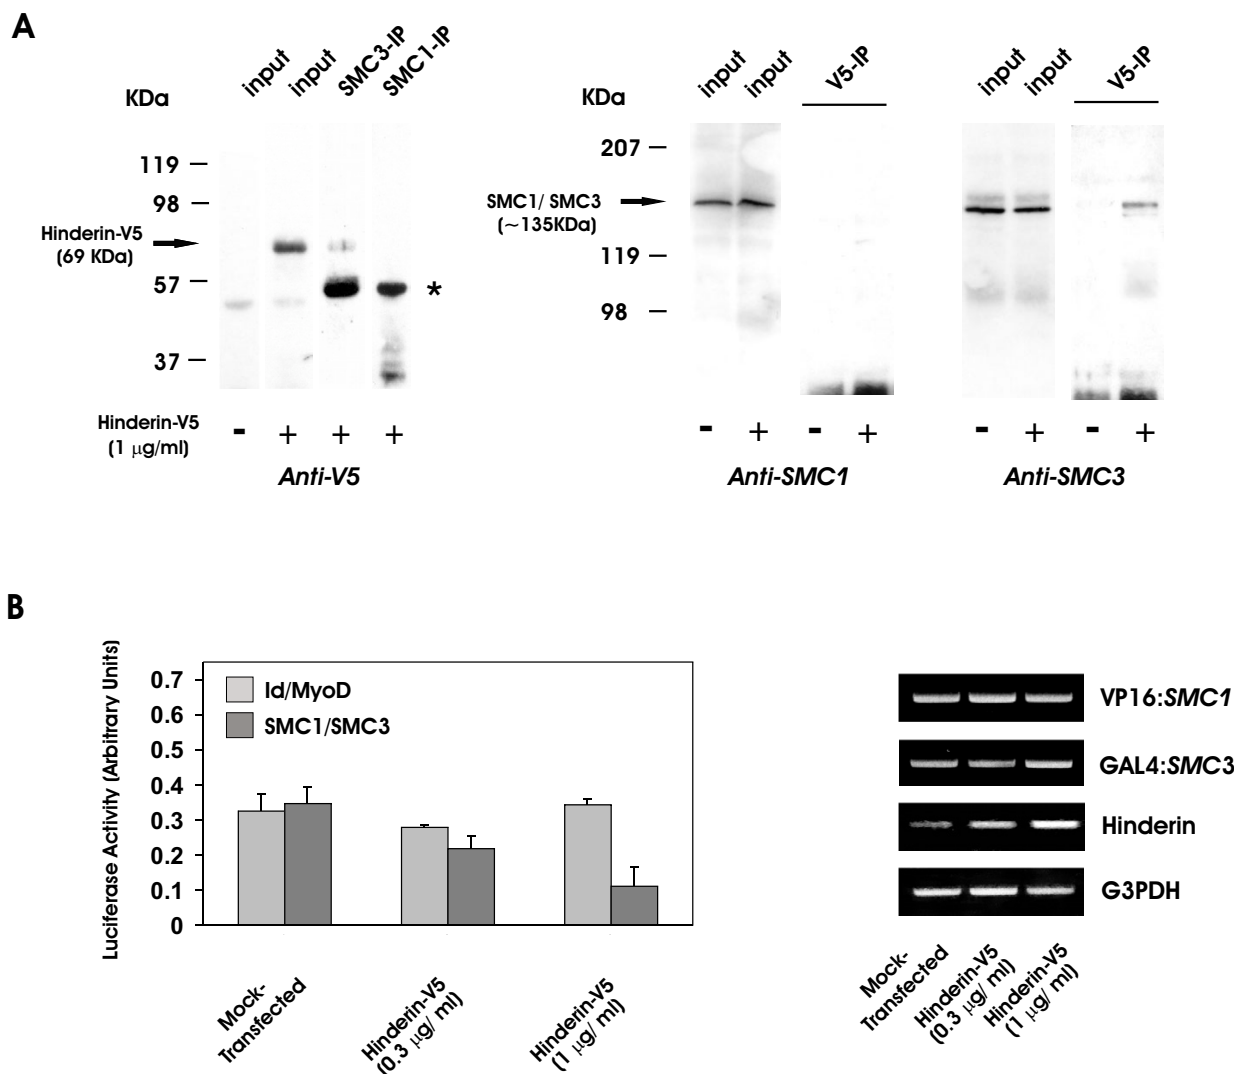 A
input
input
SMC3-IP
SMC1-IP
KDa
119
98
Hinderin-V5
(69 KDa)
57
*
37
Hinderin-V5
(1 μg/ml)
- + + +
Anti-V5
input
input
V5-IP
KDa
207
SMC1/ SMC3
(~135KDa)
119
98
- + - +
Anti-SMC1
input
input
V5-IP
- + - +
Anti-SMC3
B
Luciferase Activity (Arbitrary Units)
0.7
0.6
0.5
0.4
0.3
0.2
0.1
0
Id/MyoD
SMC1/SMC3
Mock-
Transfected
Hinderin-V5
(0.3 μg/ ml)
Hinderin-V5
(1 μg/ ml)
VP16:SMC1
GAL4:SMC3
Hinderin
G3PDH
Mock-
Transfected
Hinderin-V5
(0.3 μg/ ml)
Hinderin-V5
(1 μg/ ml)